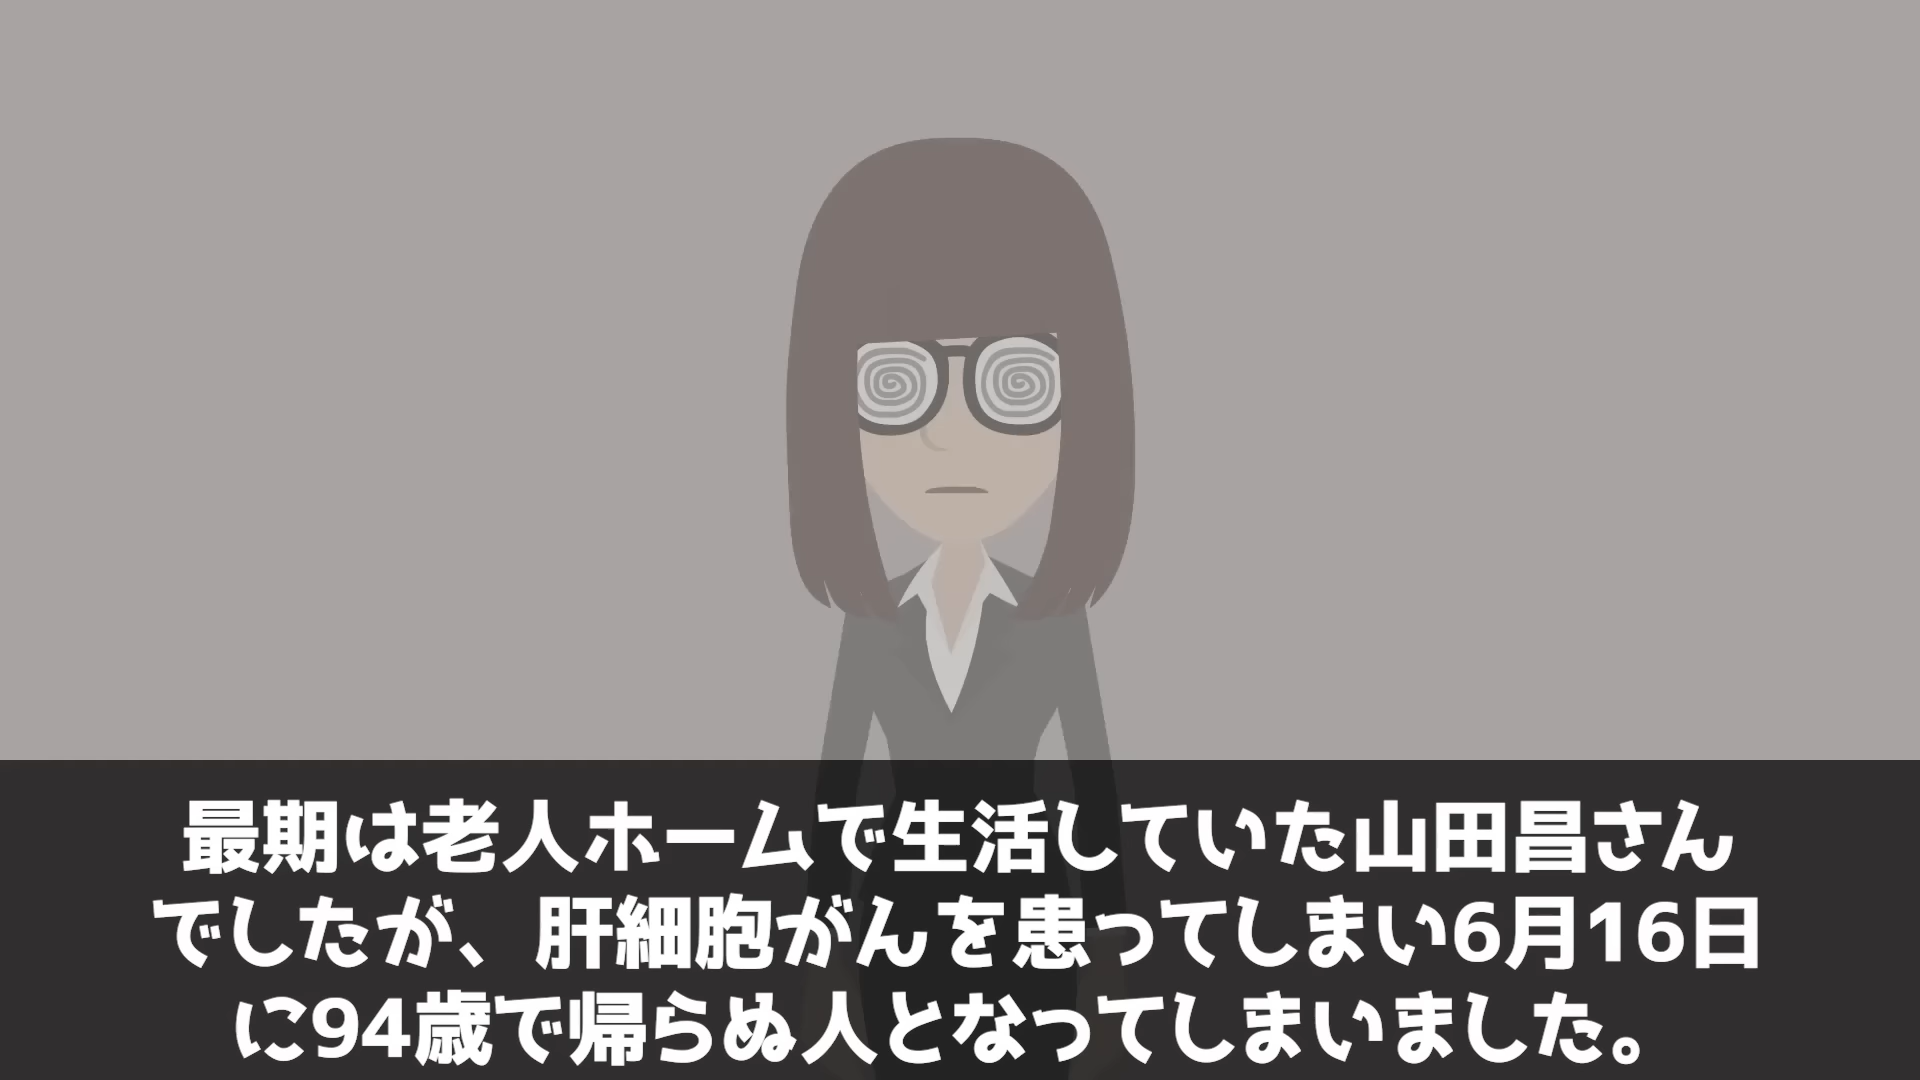 最期は老人ホームで生活していた山田昌さん
でしたが、肝細胞がんを患ってしまい6月16日
に94歳で帰らぬ人となってしまいました。